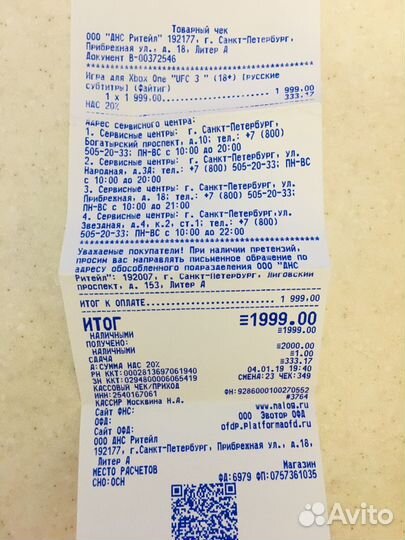 Товарный чек
ООО "ДНС Ритейл" 192177, г. Санкт-Петербург,
Прибрежная ул., д. 18, Литер А
Документ В-00372546
Игра для Xbox One "UFC 3 " (18+) [русские
субтитры] (Файтинг)
1 x 1 999.00 1 999.00
НДС 20% 333.17
Адрес сервисного центра:
1. Сервисные центры: г. Санкт-Петербург,
Богатырский проспект, д.10; тел.: +7 (800)
505-20-33; ПН-ВС с 10:00 до 20:00
2. Сервисные центры: г. Санкт-Петербург, ул.
Народная, д.3А; тел.: +7 (800) 505-20-33; ПН-ВС
с 10:00 до 20:00
3. Сервисные центры: г. Санкт-Петербург, ул.
Прибрежная, д. 18; тел.: +7 (800) 505-20-33;
ПН-ВС с 10:00 до 21:00
4. Сервисные центры: г. Санкт-Петербург,ул.
Звездная, д.4, к.2, ст.1; тел.: +7 (800)
505-20-33; ПН-ВС с 10:00 до 22:00
Уважаемые покупатели! При наличии претензий,
просим вас направлять письменное обращение по
адресу обособленного подразделения ООО "ДНС
Ритейл": 192007, г. Санкт-Петербург, Лиговский
проспект, д. 153, Литер А
ИТОГ К ОПЛАТЕ 1 999.00
ИТОГ ≡1999.00
НАЛИЧНЫМИ ≡1999.00
ПОЛУЧЕНО:
НАЛИЧНЫМИ ≡2000.00
СДАЧА ≡1.00
А:СУММА НДС 20% ≡333.17
РН ККТ:0002813697061940 04.01.19 19:40
ЗН ККТ:0294800006065419 СМЕНА:23 ЧЕК:349
КАССОВЫЙ ЧЕК/ПРИХОД
ИНН:2540167061 ФН:9286000100270552
КАССИР Москвина Н.А. #3764
Сайт ФНС: www.nalog.ru
ОФД: ООО Эвотор ОФД
Сайт ОФД: ofdp.platformaofd.ru
ООО ДНС Ритейл
192177, г.Санкт-Петербург, Прибрежная ул., д.18,
Литер А
МЕСТО РАСЧЕТОВ Магазин
СНО:ОСН ФД:6979 ФП:0757361035
Avito